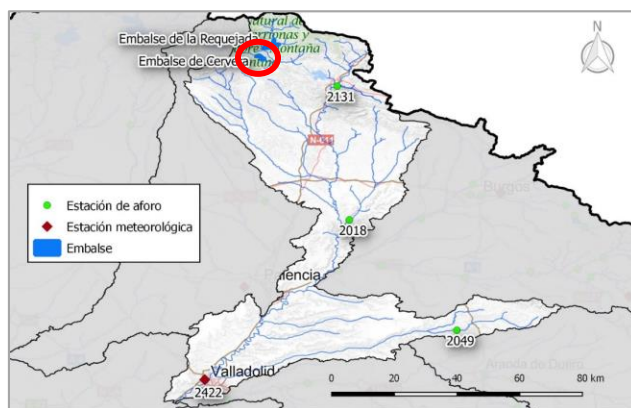 N
Embalse de la Requejada
Embalse de Cervera
2131
Burgos
2018
Palencia
2049
Aranda de Duero
Valladolid
2422
Estación de aforo
Estación meteorológica
Embalse
0 20 40 60 80 km